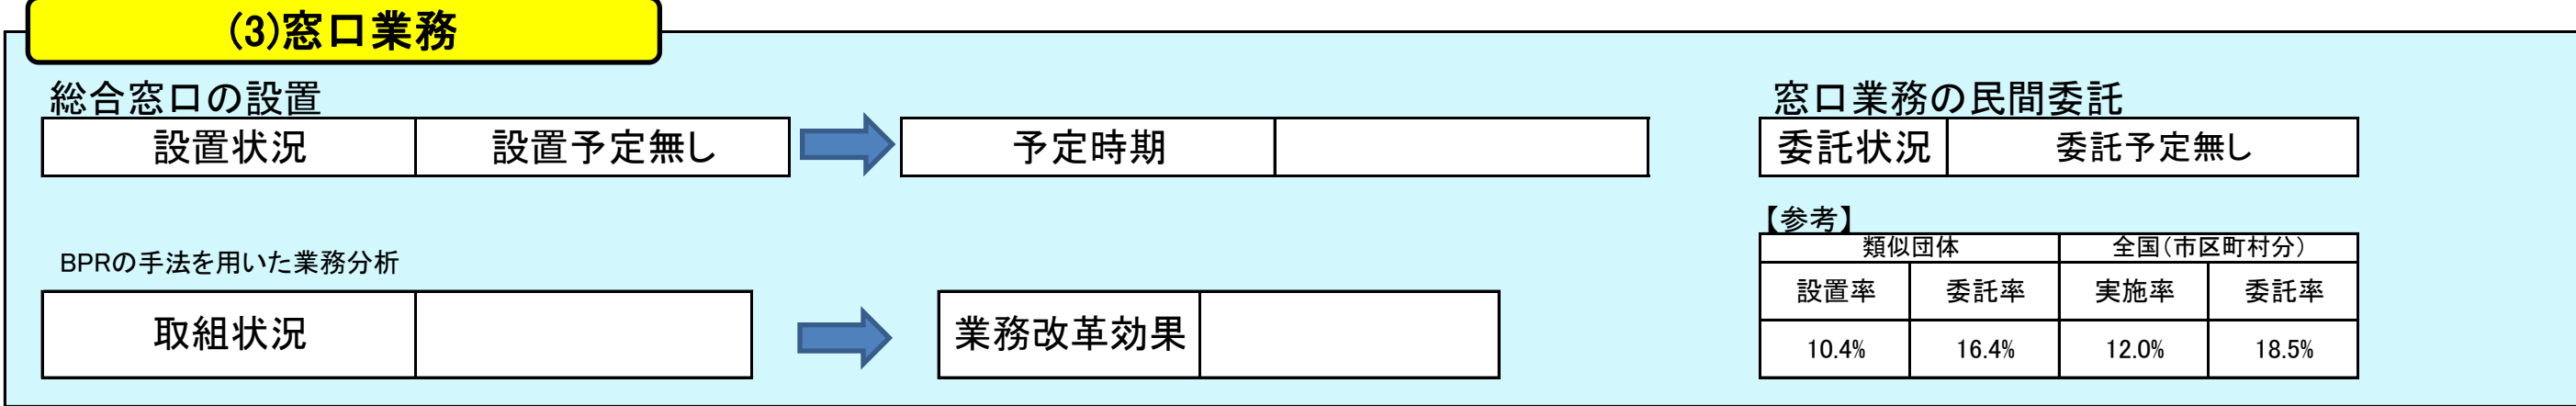 (3)窓口業務
総合窓口の設置
設置状況 設置予定無し 予定時期
窓口業務の民間委託
委託状況 委託予定無し
BPRの手法を用いた業務分析
取組状況 業務改革効果
【参考】
類似団体 全国(市区町村分)
設置率 委託率 実施率 委託率
10.4% 16.4% 12.0% 18.5%